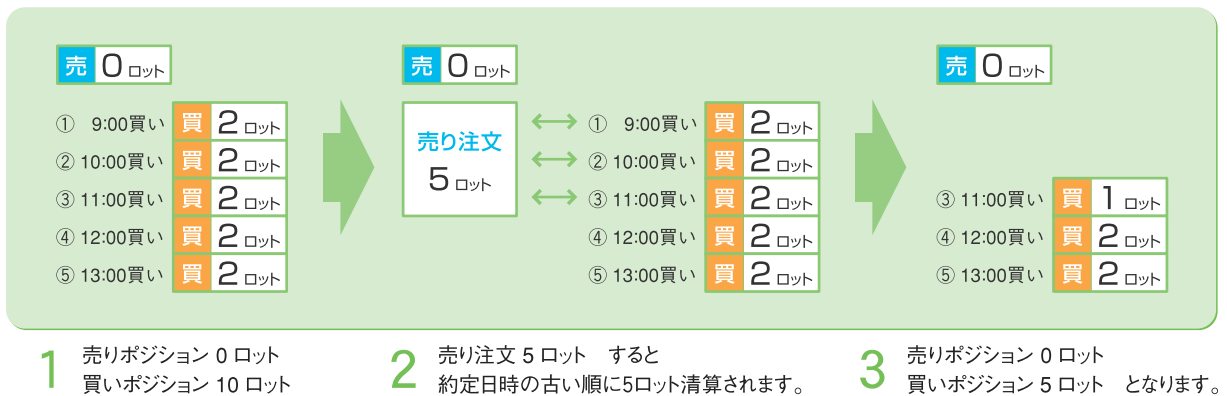 売 0 ロット
① 9:00買い 買 2 ロット
② 10:00買い 買 2 ロット
③ 11:00買い 買 2 ロット
④ 12:00買い 買 2 ロット
⑤ 13:00買い 買 2 ロット
売 0 ロット
売り注文
5 ロット
① 9:00買い 買 2 ロット
② 10:00買い 買 2 ロット
③ 11:00買い 買 2 ロット
④ 12:00買い 買 2 ロット
⑤ 13:00買い 買 2 ロット
売 0 ロット
③ 11:00買い 買 1 ロット
④ 12:00買い 買 2 ロット
⑤ 13:00買い 買 2 ロット
1 売りポジション 0 ロット
買いポジション 10 ロット
2 売り注文 5 ロット　すると
約定日時の古い順に5ロット清算されます。
3 売りポジション 0 ロット
買いポジション 5 ロット　となります。